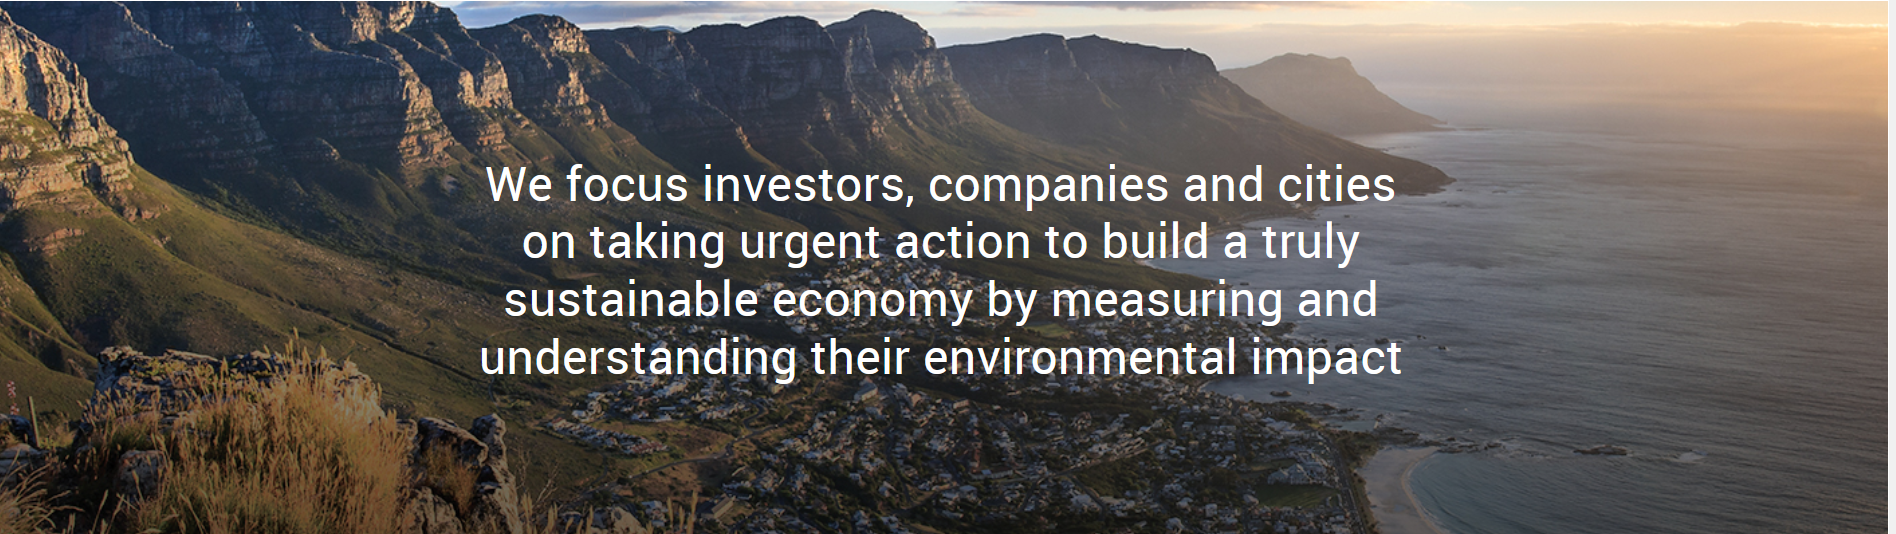 We focus investors, companies and cities
on taking urgent action to build a truly
sustainable economy by measuring and
understanding their environmental impact